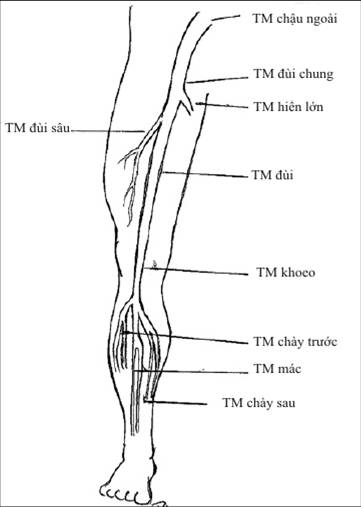 TM chậu ngoài
TM đùi chung
TM hiển lớn
TM đùi sâu
TM đùi
TM khoeo
TM chày trước
TM mác
TM chày sau